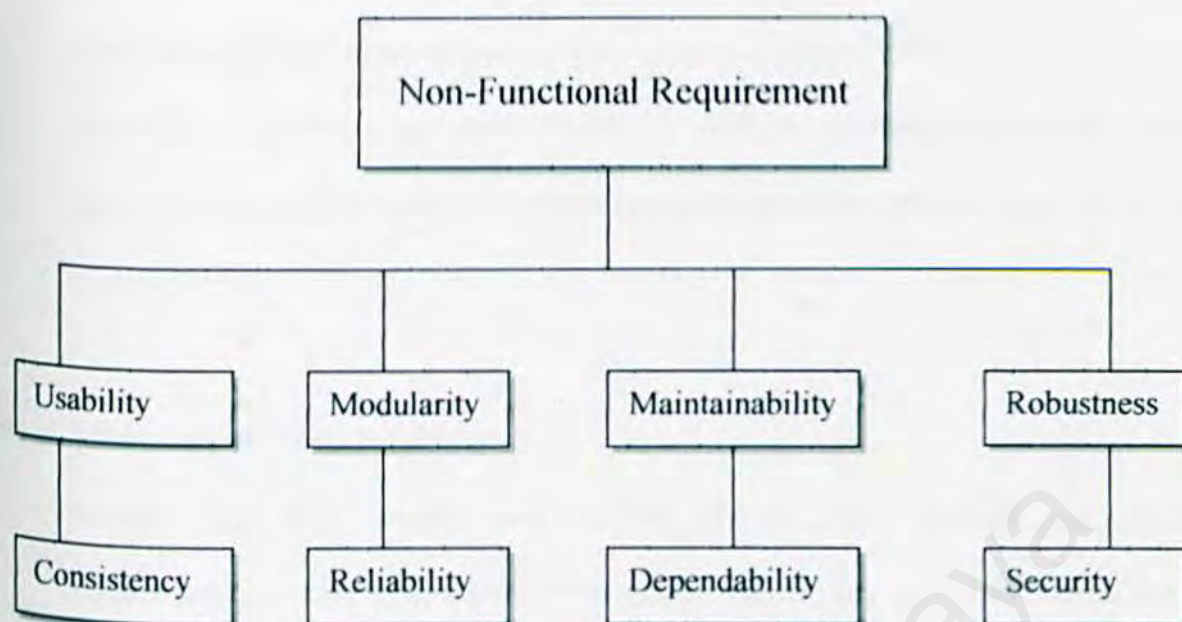 Non-Functional Requirement
Usability Modularity Maintainability Robustness
Consistency Reliability Dependability Security